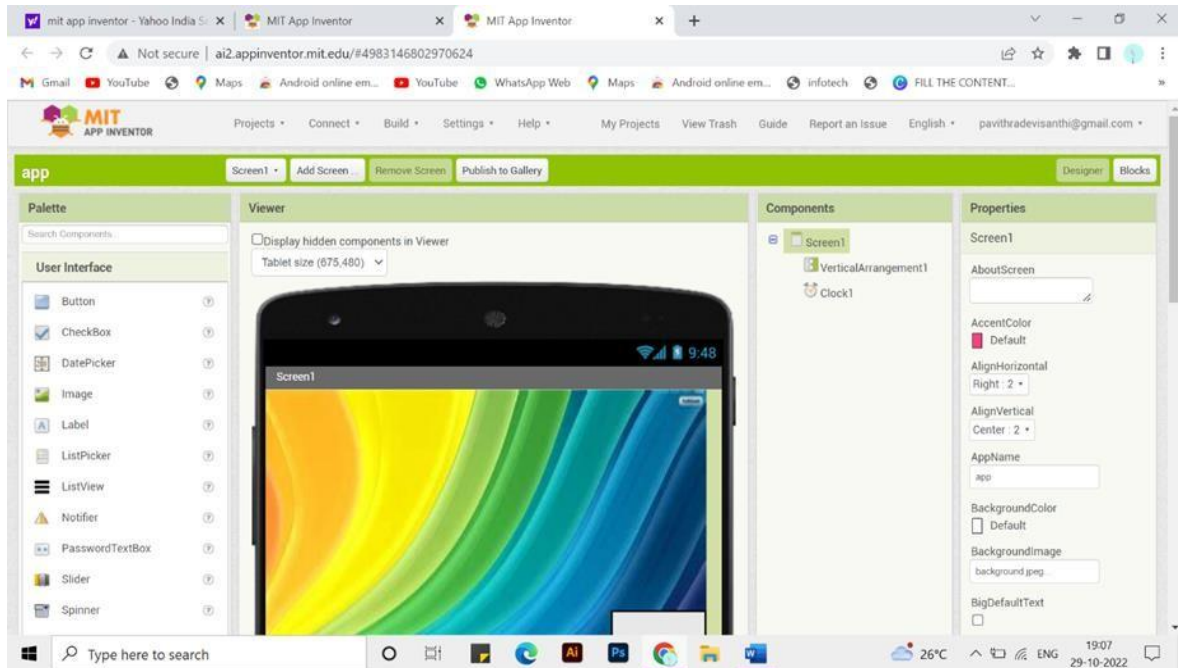 mit app inventor - Yahoo India S
MIT App Inventor
MIT App Inventor
Not secure | ai2.appinventor.mit.edu/#4983146802970624
Gmail YouTube Maps Android online em... YouTube WhatsApp Web Maps Android online em... infotech FILL THE CONTENT...
MIT
APP INVENTOR
Projects Connect Build Settings Help My Projects View Trash Guide Report an Issue English pavithradevisanthi@gmail.com
app
Screen1 Add Screen ... Remove Screen Publish to Gallery
Designer Blocks
Palette
Search Components...
User Interface
Button
CheckBox
DatePicker
Image
Label
ListPicker
ListView
Notifier
PasswordTextBox
Slider
Spinner
Viewer
Display hidden components in Viewer
Tablet size (675,480)
9:48
Screen1
Components
Screen1
VerticalArrangement1
Clock1
Properties
Screen1
AboutScreen
AccentColor
Default
AlignHorizontal
Right : 2
AlignVertical
Center : 2
AppName
app
BackgroundColor
Default
BackgroundImage
background.jpeg...
BigDefaultText
Type here to search
Ai
Ps
26°C
ENG
19:07
29-10-2022